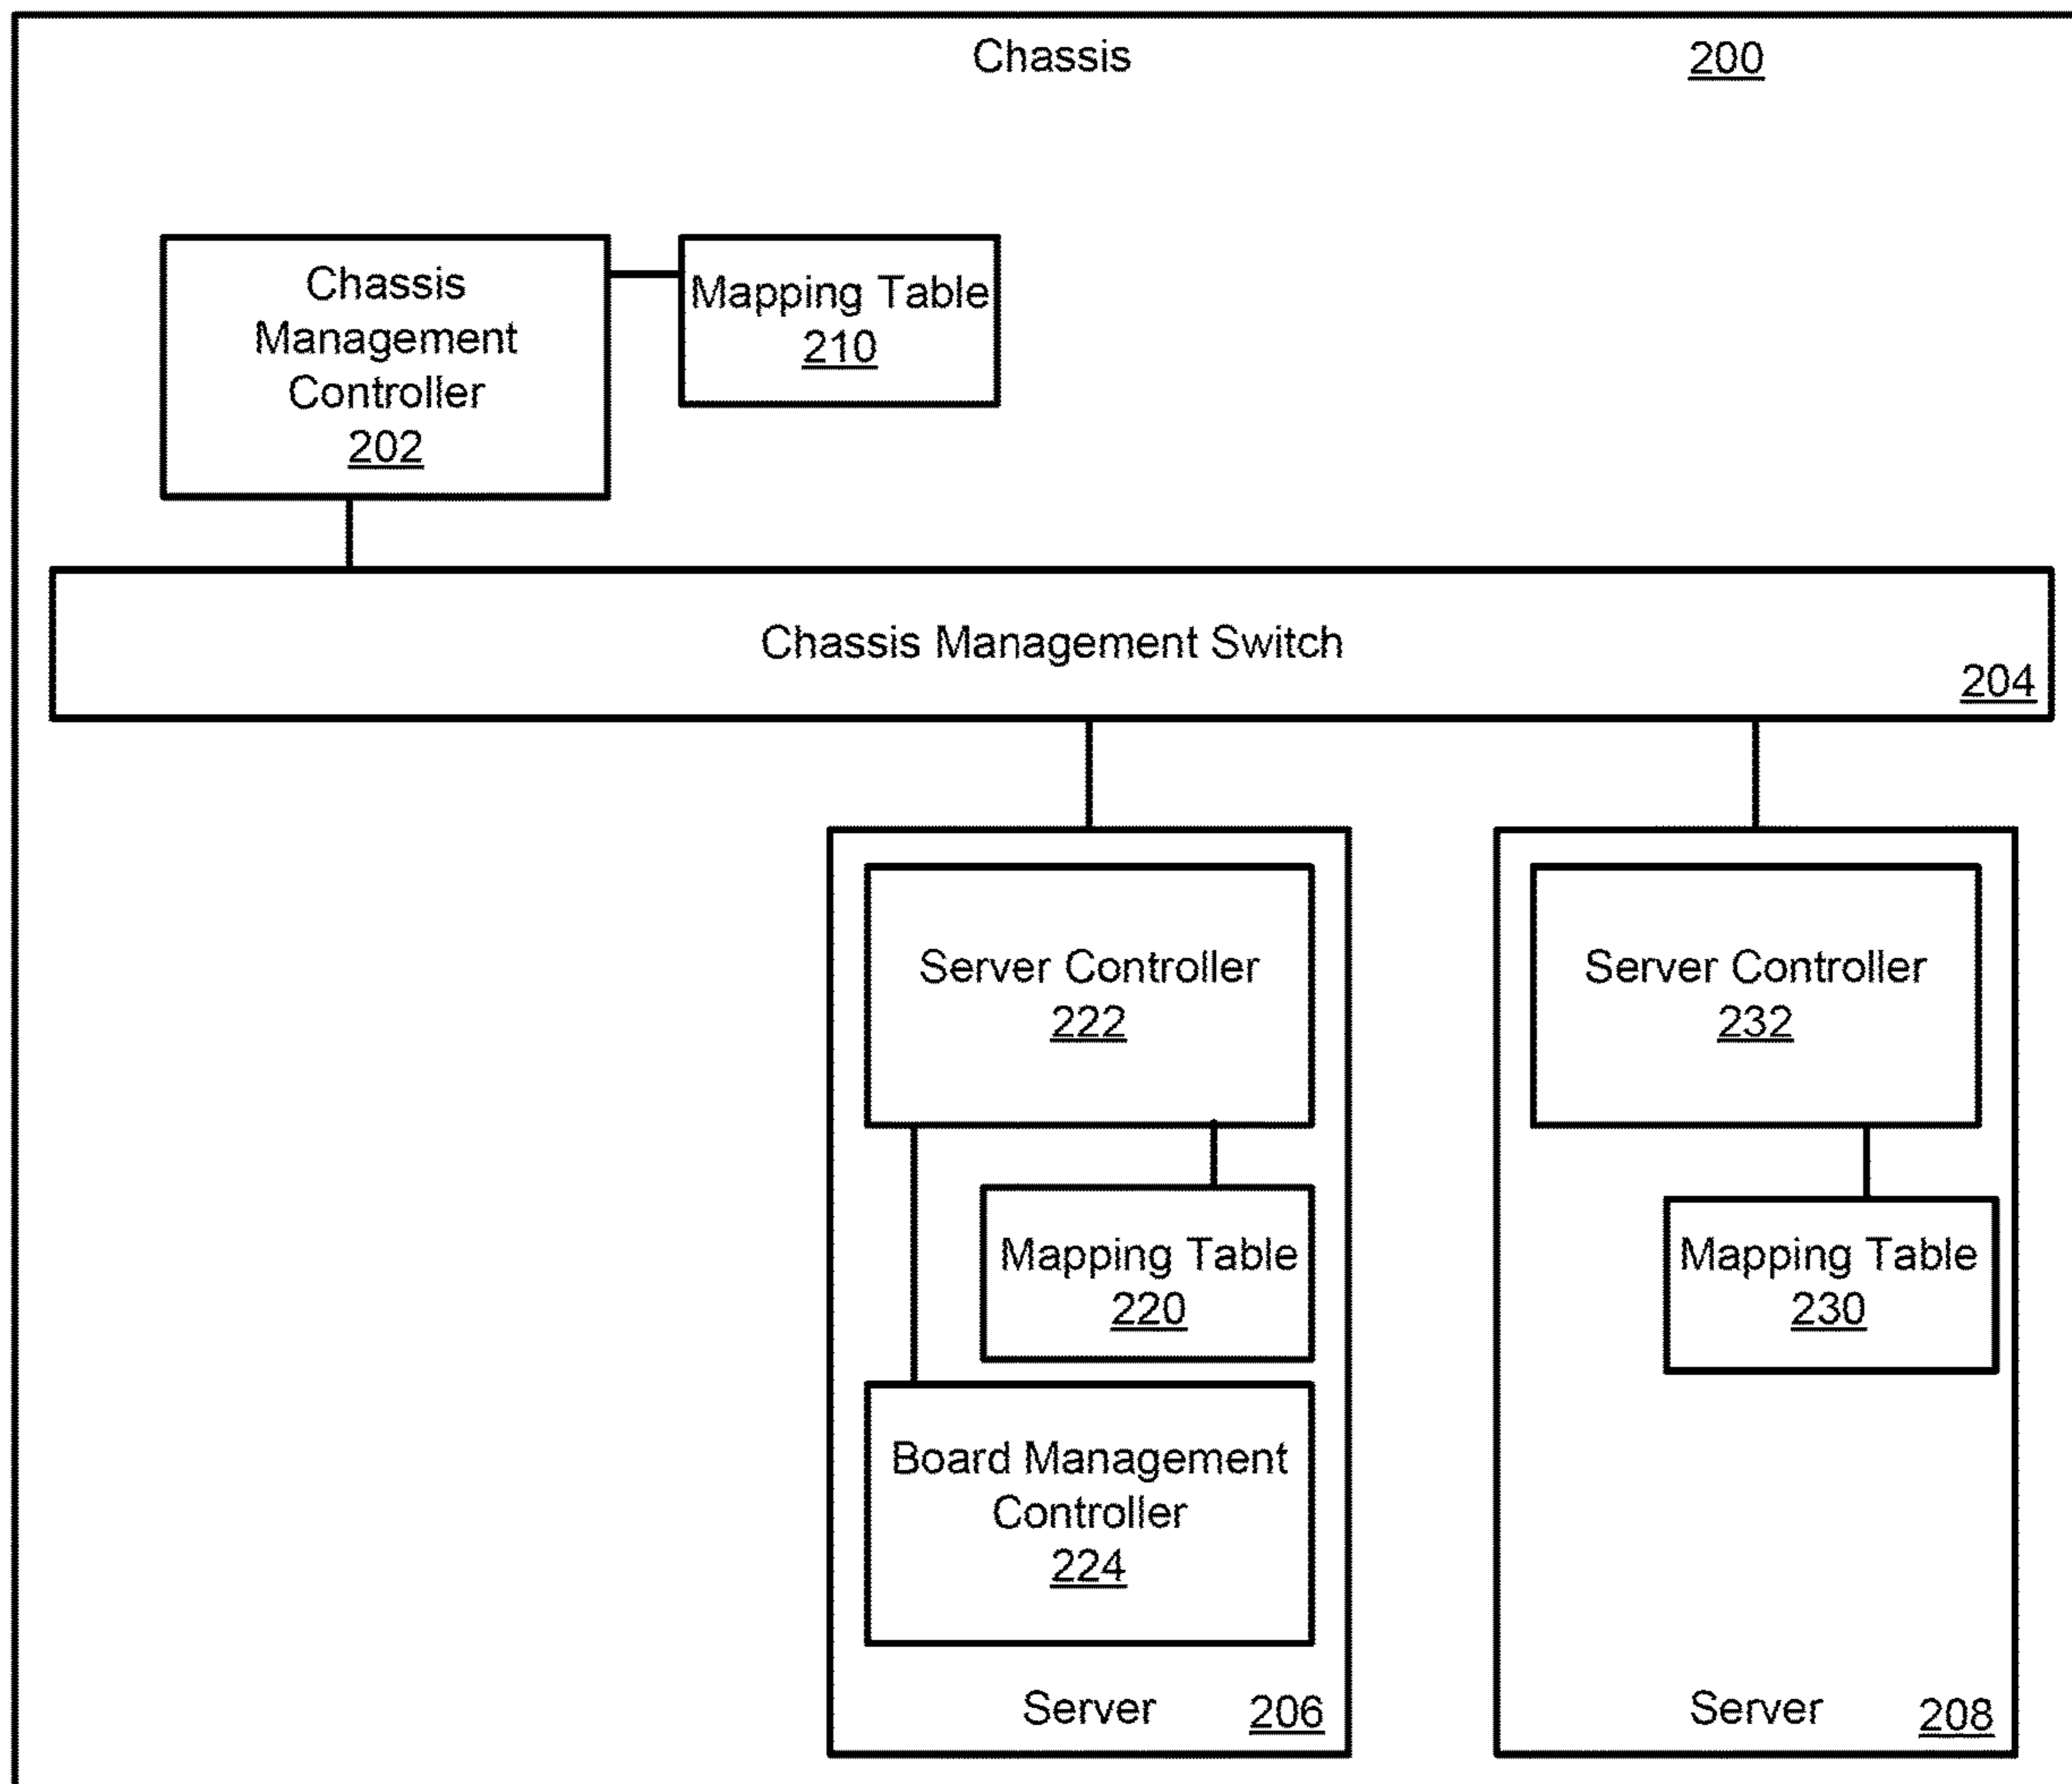 Chassis
200
Chassis
Management
Controller
202
Mapping Table
210
Chassis Management Switch
204
Server Controller
222
Mapping Table
220
Board Management
Controller
224
Server
206
Server Controller
232
Mapping Table
230
Server
208